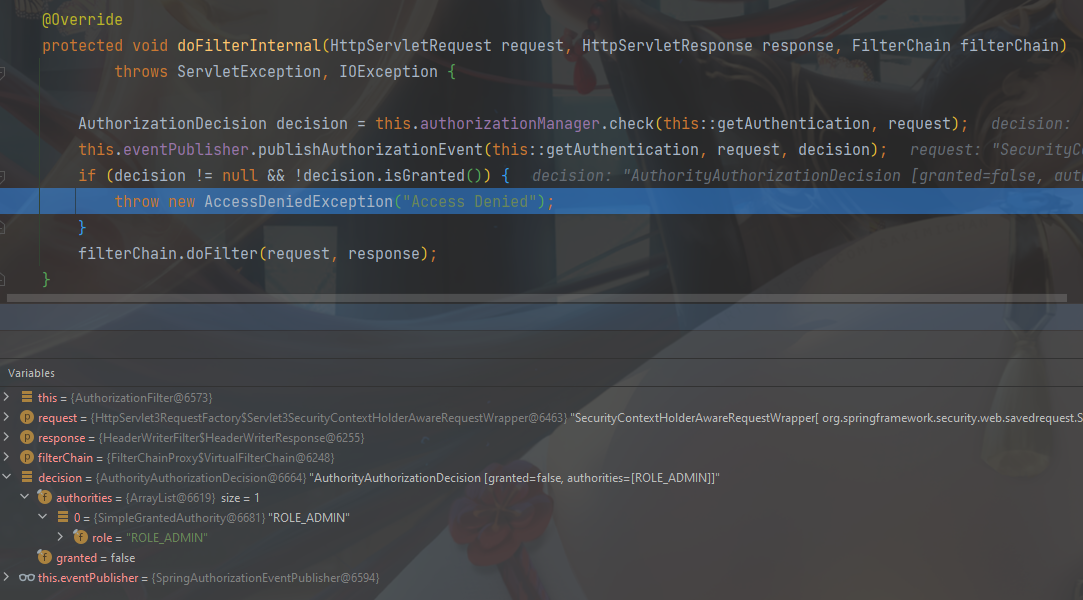 @Override
protected void doFilterInternal(HttpServletRequest request, HttpServletResponse response, FilterChain filterChain)
throws ServletException, IOException {
AuthorizationDecision decision = this.authorizationManager.check(this::getAuthentication, request);  decision:
this.eventPublisher.publishAuthorizationEvent(this::getAuthentication, request, decision);  request: "SecurityCo
if (decision != null && !decision.isGranted()) {  decision: "AuthorityAuthorizationDecision [granted=false, aut
throw new AccessDeniedException("Access Denied");
}
filterChain.doFilter(request, response);
}
Variables
this = {AuthorizationFilter@6573}
request = {HttpServlet3RequestFactory$Servlet3SecurityContextHolderAwareRequestWrapper@6463} "SecurityContextHolderAwareRequestWrapper[ org.springframework.security.web.savedrequest.S
response = {HeaderWriterFilter$HeaderWriterResponse@6255}
filterChain = {FilterChainProxy$VirtualFilterChain@6248}
decision = {AuthorityAuthorizationDecision@6664} "AuthorityAuthorizationDecision [granted=false, authorities=[ROLE_ADMIN]]"
authorities = {ArrayList@6619} size = 1
0 = {SimpleGrantedAuthority@6681} "ROLE_ADMIN"
role = "ROLE_ADMIN"
granted = false
this.eventPublisher = {SpringAuthorizationEventPublisher@6594}